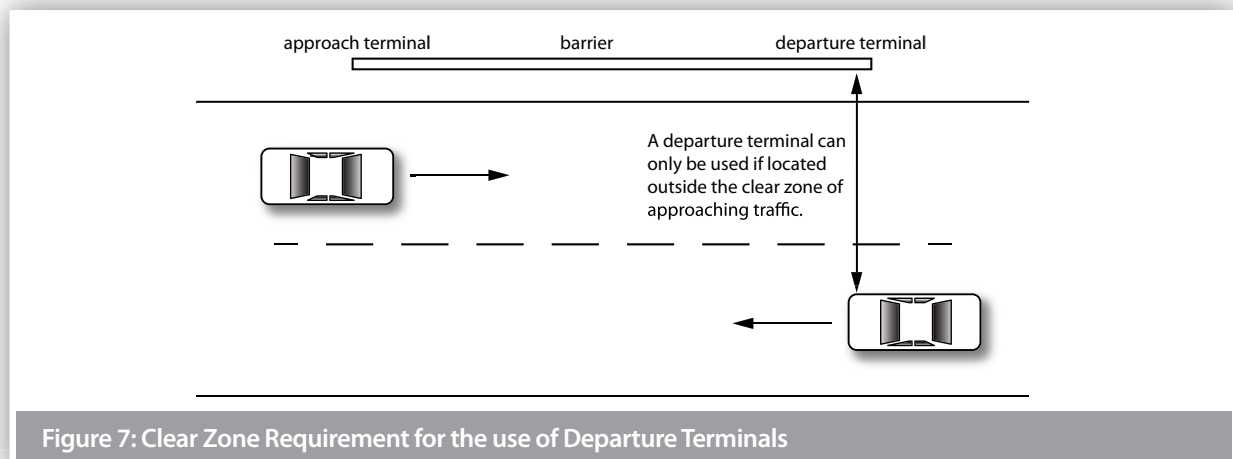 approach terminal barrier departure terminal
A departure terminal can
only be used if located
outside the clear zone of
approaching traffic.
Figure 7: Clear Zone Requirement for the use of Departure Terminals